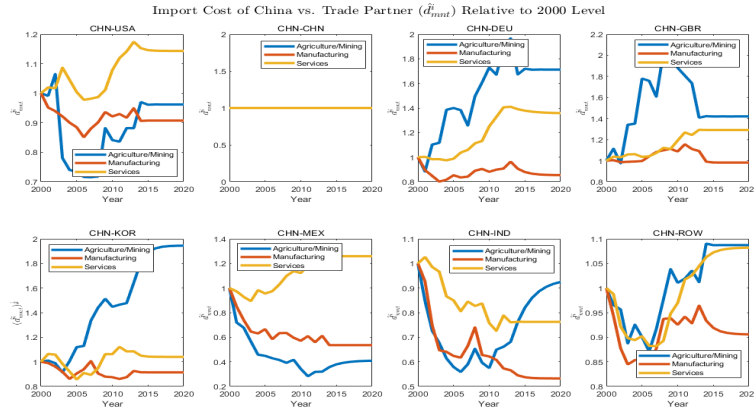 Import Cost of China vs. Trade Partner (d̃ⁱₘₙₜ) Relative to 2000 Level
CHN-USA
1.2
1.1
1
0.9
0.8
0.7
Agriculture/Mining
Manufacturing
Services
2000 2005 2010 2015 2020
Year
CHN-CHN
2
1.5
1
0.5
0
Agriculture/Mining
Manufacturing
Services
2000 2005 2010 2015 2020
Year
CHN-DEU
2
1.8
1.6
1.4
1.2
1
0.8
Agriculture/Mining
Manufacturing
Services
2000 2005 2010 2015 2020
Year
CHN-GBR
2.4
2.2
2
1.8
1.6
1.4
1.2
1
0.8
Agriculture/Mining
Manufacturing
Services
2000 2005 2010 2015 2020
Year
CHN-KOR
2
1.8
1.6
1.4
1.2
1
0.8
Agriculture/Mining
Manufacturing
Services
2000 2005 2010 2015 2020
Year
CHN-MEX
1.4
1.2
1
0.8
0.6
0.4
0.2
Agriculture/Mining
Manufacturing
Services
2000 2005 2010 2015 2020
Year
CHN-IND
1.1
1
0.9
0.8
0.7
0.6
0.5
Agriculture/Mining
Manufacturing
Services
2000 2005 2010 2015 2020
Year
CHN-ROW
1.1
1.05
1
0.95
0.9
0.85
0.8
Agriculture/Mining
Manufacturing
Services
2000 2005 2010 2015 2020
Year